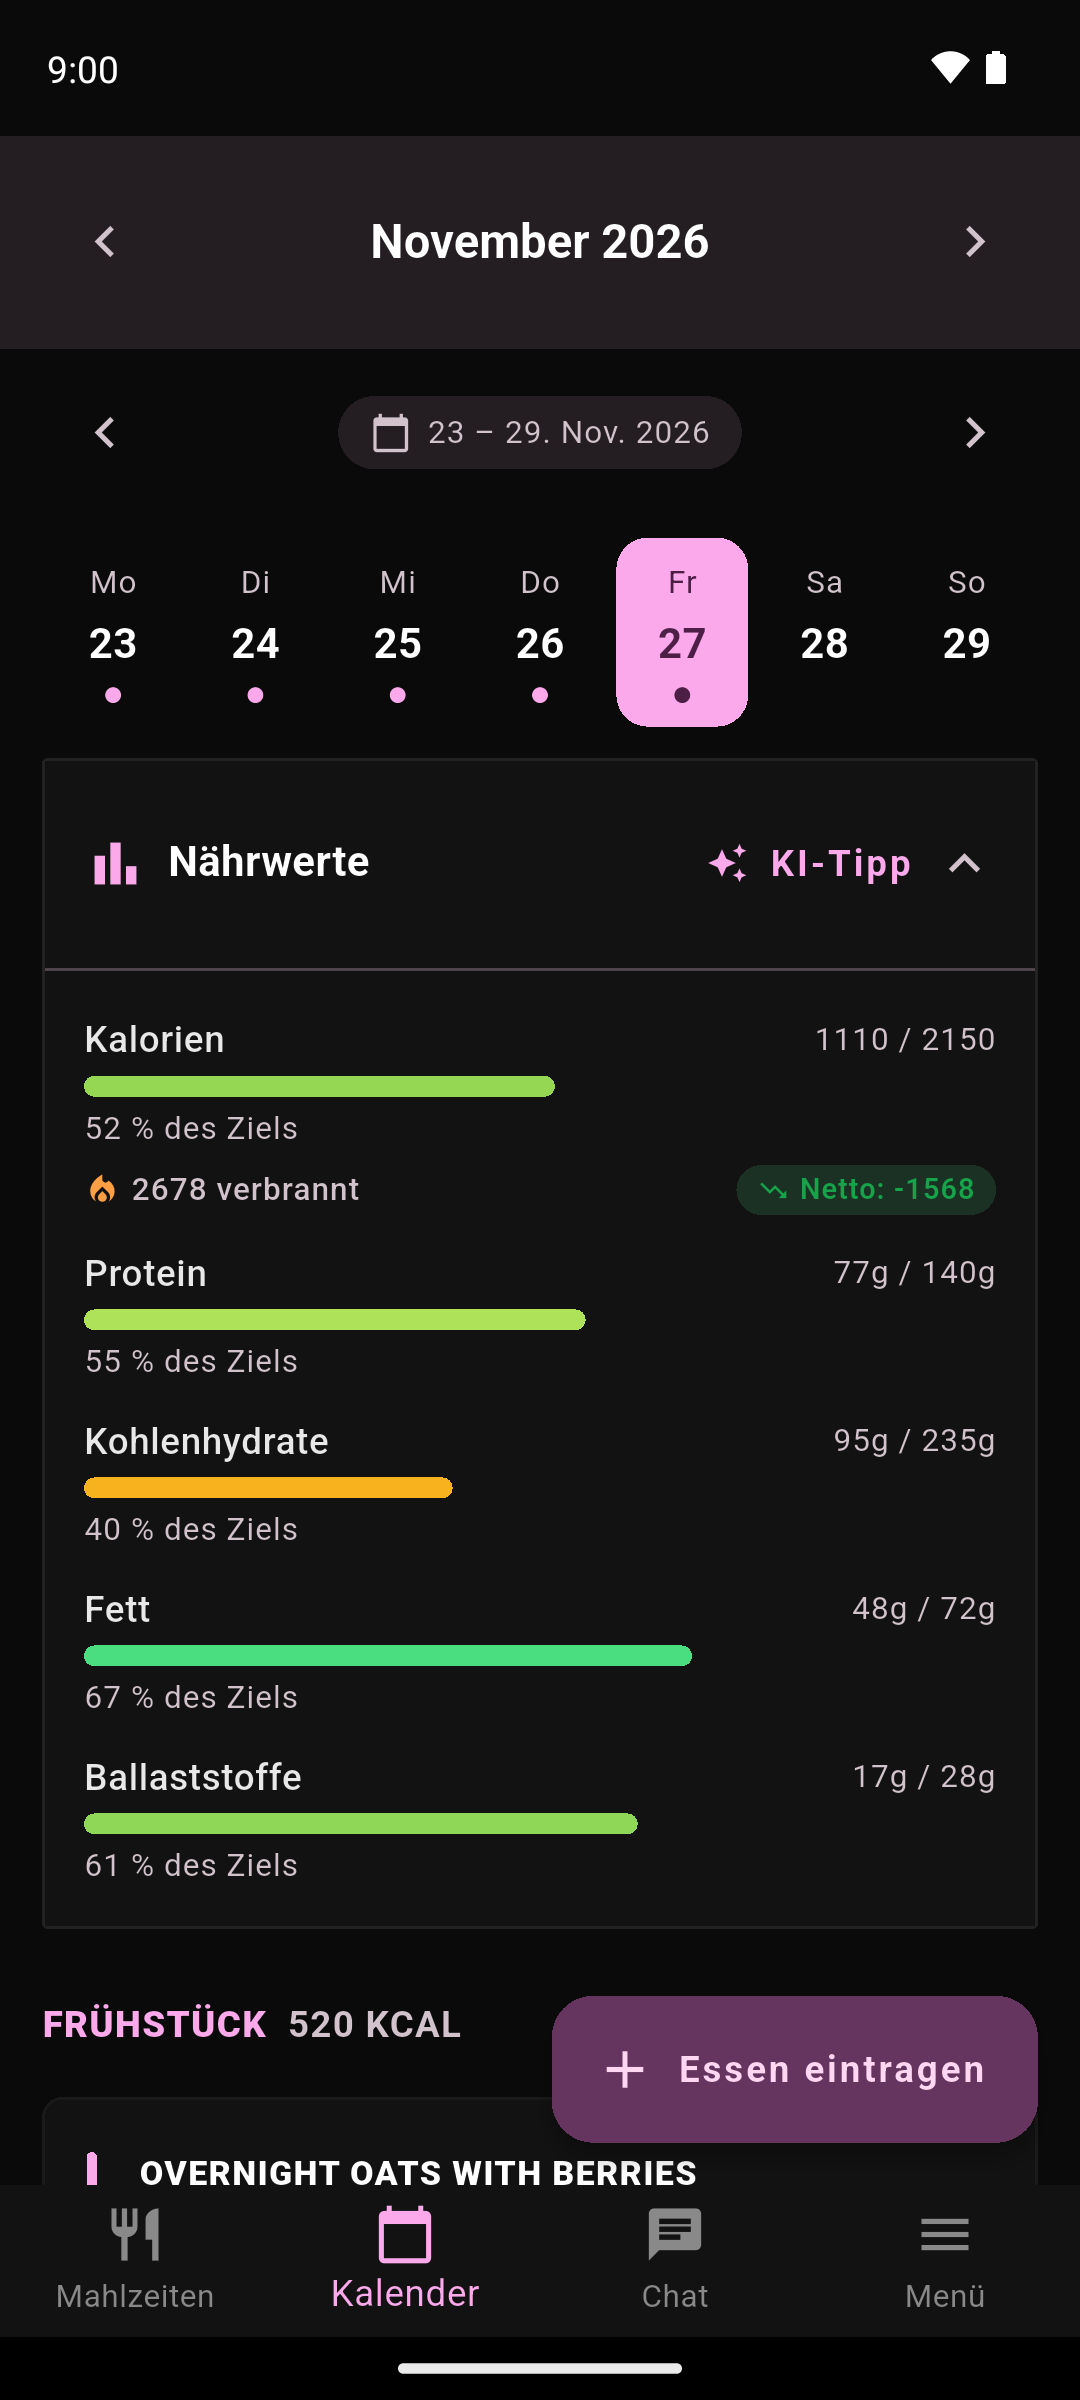 9:00
November 2026
23 – 29. Nov. 2026
Mo Di Mi Do Fr Sa So
23 24 25 26 27 28 29
Nährwerte KI-Tipp
Kalorien 1110 / 2150
52 % des Ziels
2678 verbrannt Netto: -1568
Protein 77g / 140g
55 % des Ziels
Kohlenhydrate 95g / 235g
40 % des Ziels
Fett 48g / 72g
67 % des Ziels
Ballaststoffe 17g / 28g
61 % des Ziels
FRÜHSTÜCK 520 KCAL
Essen eintragen
OVERNIGHT OATS WITH BERRIES
Mahlzeiten Kalender Chat Menü